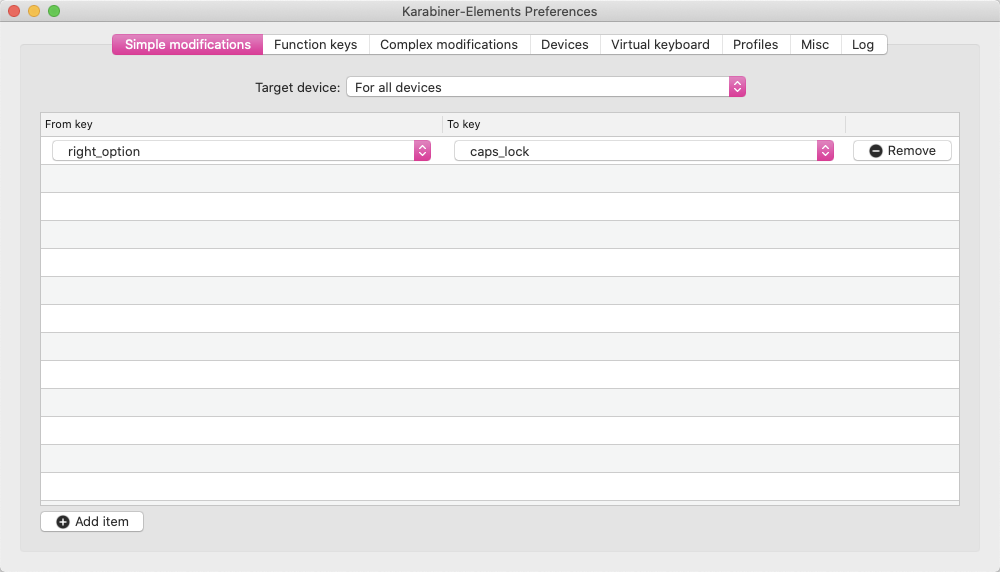 Karabiner-Elements Preferences
Simple modifications Function keys Complex modifications Devices Virtual keyboard Profiles Misc Log
Target device: For all devices
From key To key
right_option caps_lock Remove
Add item